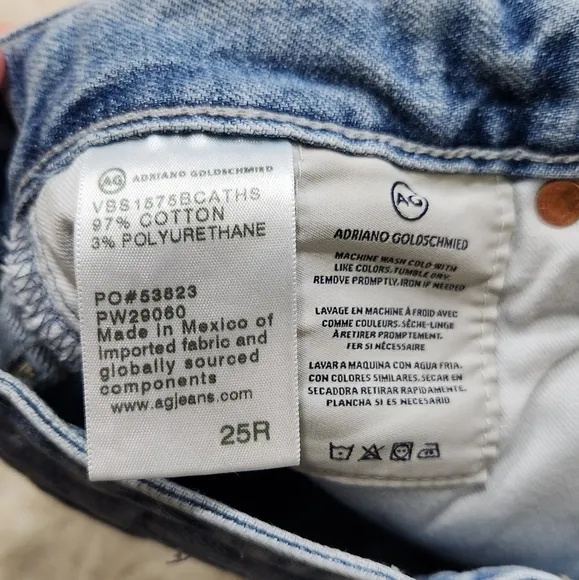 AG ADRIANO GOLDSCHMIED
VBS1575BCATHS
97% COTTON
3% POLYURETHANE
PO#53823
PW29060
Made in Mexico of
imported fabric and
globally sourced
components
www.agjeans.com
25R
AG
ADRIANO GOLDSCHMIED
MACHINE WASH COLD WITH
LIKE COLORS. TUMBLE DRY.
REMOVE PROMPTLY. IRON IF NEEDED
LAVAGE EN MACHINE À FROID AVEC
COMME COULEURS. SÈCHE-LINGE
À RETIRER PROMPTEMENT.
FER SI NÉCESSAIRE
LAVAR A MAQUINA CON AGUA FRIA.
CON COLORES SIMILARES. SECAR EN
SECADORA RETIRAR RAPIDAMENTE.
PLANCHA SI ES NECESARIO